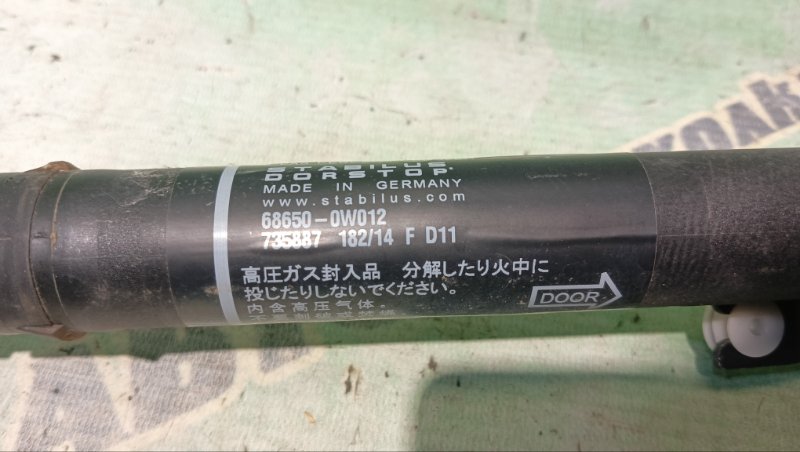 STABILUS
DORSTOP
MADE IN GERMANY
www.stabilus.com
68650-0W012
735887 182/14 F D11
高圧ガス封入品 分解したり火中に
投じたりしないでください。
内含高压气体。
DOOR